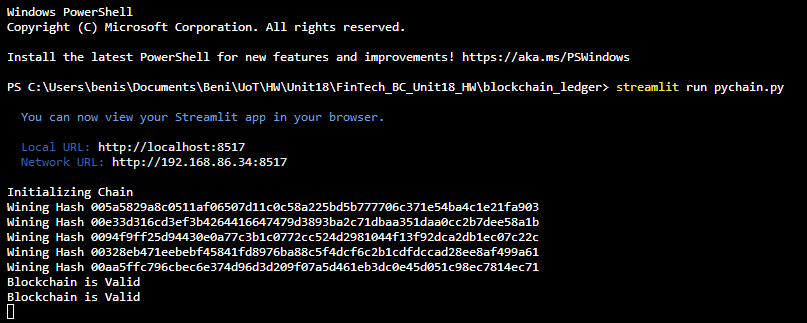 Windows PowerShell
Copyright (C) Microsoft Corporation. All rights reserved.
Install the latest PowerShell for new features and improvements! https://aka.ms/PSWindows
PS C:\Users\benis\Documents\Beni\UoT\HW\Unit18\FinTech_BC_Unit18_HW\blockchain_ledger> streamlit run pychain.py
You can now view your Streamlit app in your browser.
Local URL: http://localhost:8517
Network URL: http://192.168.86.34:8517
Initializing Chain
Wining Hash 005a5829a8c0511af06507d11c0c58a225bd5b777706c371e54ba4c1e21fa903
Wining Hash 00e33d316cd3ef3b4264416647479d3893ba2c71dbaa351daa0cc2b7dee58a1b
Wining Hash 0094f9ff25d94430e0a77c3b1c0772cc524d2981044f13f92dca2db1ec07c22c
Wining Hash 00328eb471eebebf45841fd8976ba88c5f4dcf6c2b1cdfdccad28ee8af499a61
Wining Hash 00aa5ffc796cbec6e374d96d3d209f07a5d461eb3dc0e45d051c98ec7814ec71
Blockchain is Valid
Blockchain is Valid